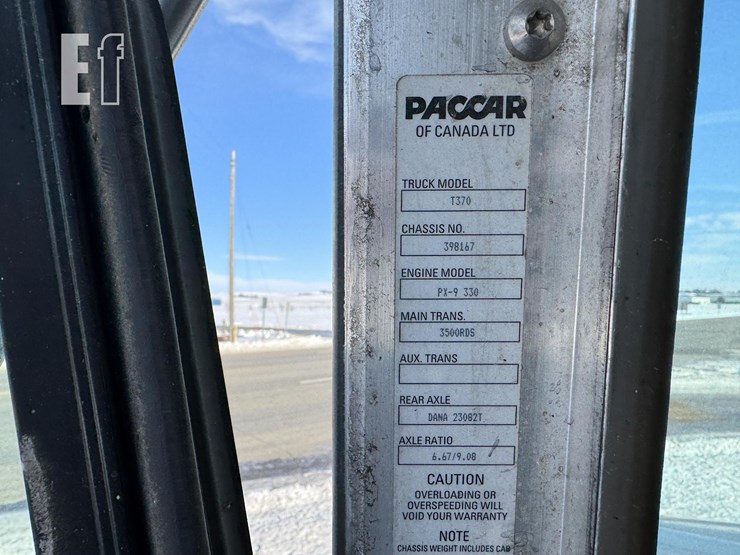 Ef
PACCAR
OF CANADA LTD
TRUCK MODEL
T370
CHASSIS NO.
398167
ENGINE MODEL
PX-9 330
MAIN TRANS.
3500RDS
AUX. TRANS
REAR AXLE
DANA 23082T
AXLE RATIO
6.67/9.08
CAUTION
OVERLOADING OR
OVERSPEEDING WILL
VOID YOUR WARRANTY
NOTE
CHASSIS WEIGHT INCLUDES CAB